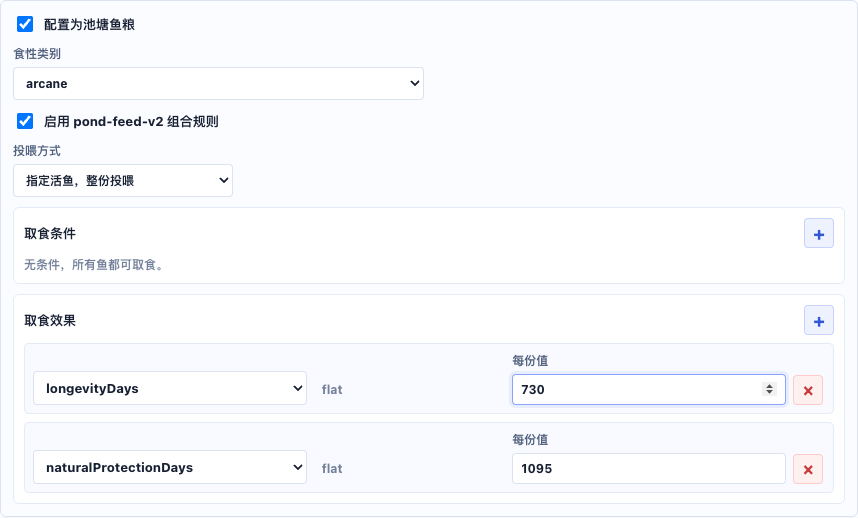 配置为池塘鱼粮
食性类别
arcane
启用 pond-feed-v2 组合规则
投喂方式
指定活鱼，整份投喂
取食条件
+
无条件，所有鱼都可取食。
取食效果
+
每份值
longevityDays flat 730 ×
每份值
naturalProtectionDays flat 1095 ×